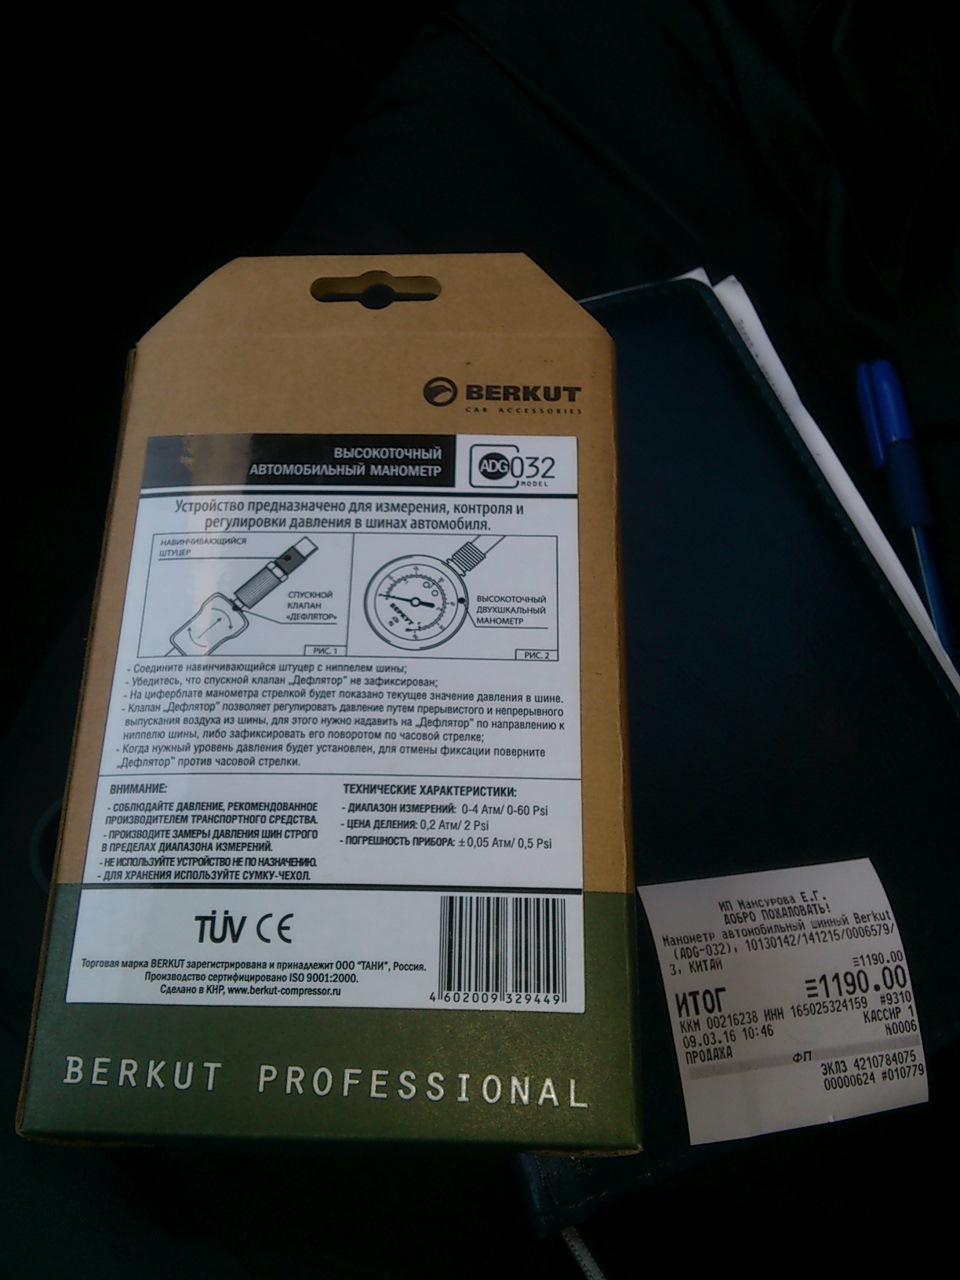 BERKUT
CAR ACCESSORIES
ВЫСОКОТОЧНЫЙ
АВТОМОБИЛЬНЫЙ МАНОМЕТР
ADG032
MODEL
Устройство предназначено для измерения, контроля и
регулировки давления в шинах автомобиля.
НАВИНЧИВАЮЩИЙСЯ
ШТУЦЕР
СПУСКНОЙ
КЛАПАН
«ДЕФЛЯТОР»
РИС. 1
ВЫСОКОТОЧНЫЙ
ДВУХШКАЛЬНЫЙ
МАНОМЕТР
РИС. 2
- Соедините навинчивающийся штуцер с ниппелем шины;
- Убедитесь, что спускной клапан „Дефлятор" не зафиксирован;
- На циферблате манометра стрелкой будет показано текущее значение давления в шине.
- Клапан „Дефлятор" позволяет регулировать давление путем прерывистого и непрерывного
выпускания воздуха из шины, для этого нужно надавить на „Дефлятор" по направлению к
ниппелю шины, либо зафиксировать его поворотом по часовой стрелке;
- Когда нужный уровень давления будет установлен, для отмены фиксации поверните
„Дефлятор" против часовой стрелки.
ВНИМАНИЕ:
- СОБЛЮДАЙТЕ ДАВЛЕНИЕ, РЕКОМЕНДОВАННОЕ
ПРОИЗВОДИТЕЛЕМ ТРАНСПОРТНОГО СРЕДСТВА.
- ПРОИЗВОДИТЕ ЗАМЕРЫ ДАВЛЕНИЯ ШИН СТРОГО
В ПРЕДЕЛАХ ДИАПАЗОНА ИЗМЕРЕНИЙ.
- НЕ ИСПОЛЬЗУЙТЕ УСТРОЙСТВО НЕ ПО НАЗНАЧЕНИЮ.
- ДЛЯ ХРАНЕНИЯ ИСПОЛЬЗУЙТЕ СУМКУ-ЧЕХОЛ.
ТЕХНИЧЕСКИЕ ХАРАКТЕРИСТИКИ:
- ДИАПАЗОН ИЗМЕРЕНИЙ: 0-4 Атм/ 0-60 Psi
- ЦЕНА ДЕЛЕНИЯ: 0,2 Атм/ 2 Psi
- ПОГРЕШНОСТЬ ПРИБОРА: ±0,05 Атм/ 0,5 Psi
TÜV CE
Торговая марка BERKUT зарегистрирована и принадлежит ООО "ТАНИ", Россия.
Производство сертифицировано ISO 9001:2000.
Сделано в КНР, www.berkut-compressor.ru
4 602009 329449
BERKUT PROFESSIONAL
ИП Мансурова Е.Г.
ДОБРО ПОЖАЛОВАТЬ!
Манометр автомобильный шинный Berkut
(ADG-032), 10130142/141215/0006579/
3, КИТАЙ
≡1190.00
ИТОГ ≡1190.00
ККМ 00216238 ИНН 165025324159 #9310
09.03.16 10:46 КАССИР 1
ПРОДАЖА N0006
ФП
ЭКЛЗ 4210784075
00000624 #010779